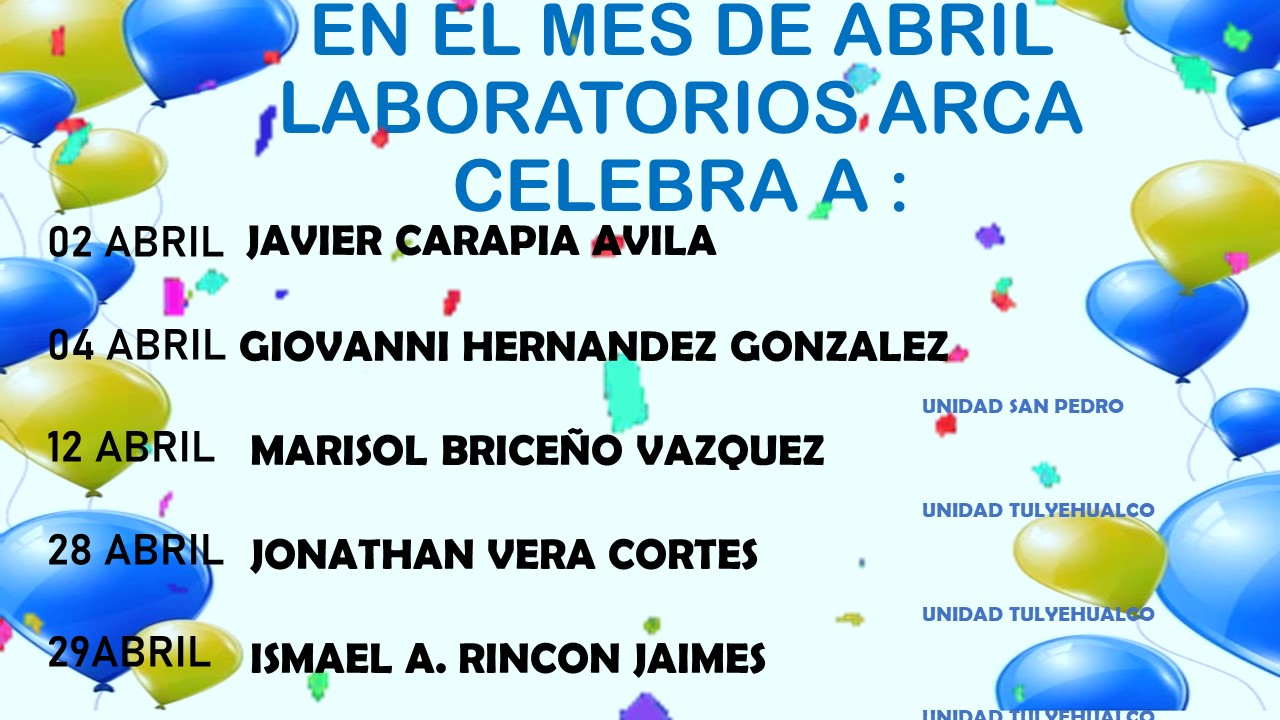 EN EL MES DE ABRIL
LABORATORIOS ARCA
CELEBRA A :
02 ABRIL JAVIER CARAPIA AVILA
04 ABRIL GIOVANNI HERNANDEZ GONZALEZ
UNIDAD SAN PEDRO
12 ABRIL MARISOL BRICEÑO VAZQUEZ
UNIDAD TULYEHUALCO
28 ABRIL JONATHAN VERA CORTES
UNIDAD TULYEHUALCO
29ABRIL ISMAEL A. RINCON JAIMES
UNIDAD TULYEHUALCO